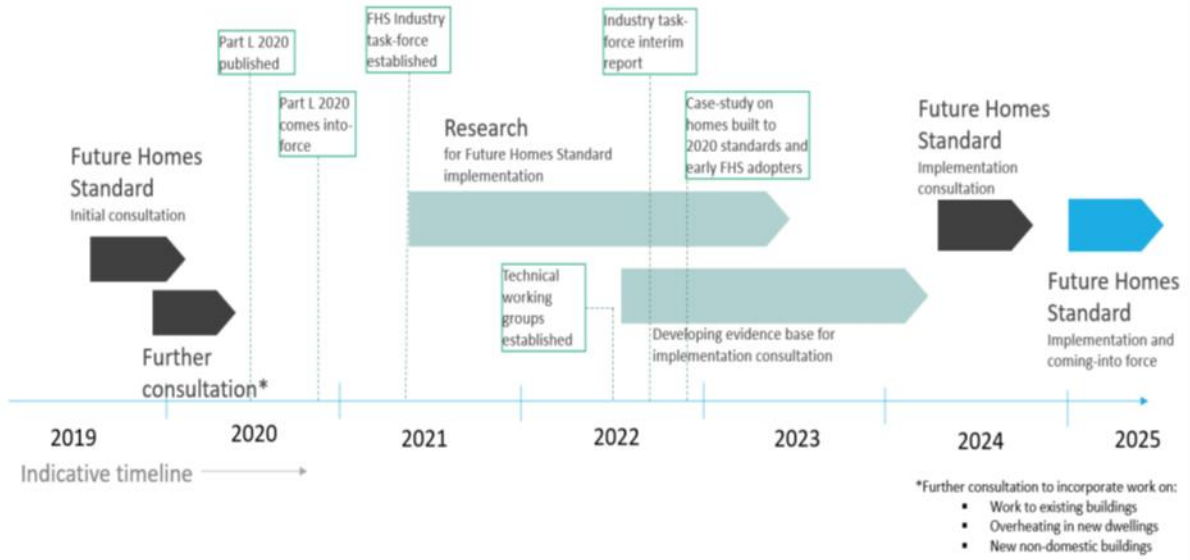 Part L 2020
published
FHS Industry
task-force
established
Industry task-
force interim
report
Part L 2020
comes into-
force
Case-study on
homes built to
2020 standards and
early FHS adopters
Future Homes
Standard
Initial consultation
Research
for Future Homes Standard
implementation
Future Homes
Standard
Implementation
consultation
Further
consultation*
Technical
working
groups
established
Developing evidence base for
implementation consultation
Future Homes
Standard
Implementation and
coming-into force
2019
2020
2021
2022
2023
2024
2025
Indicative timeline
*Further consultation to incorporate work on:
▪ Work to existing buildings
▪ Overheating in new dwellings
▪ New non-domestic buildings